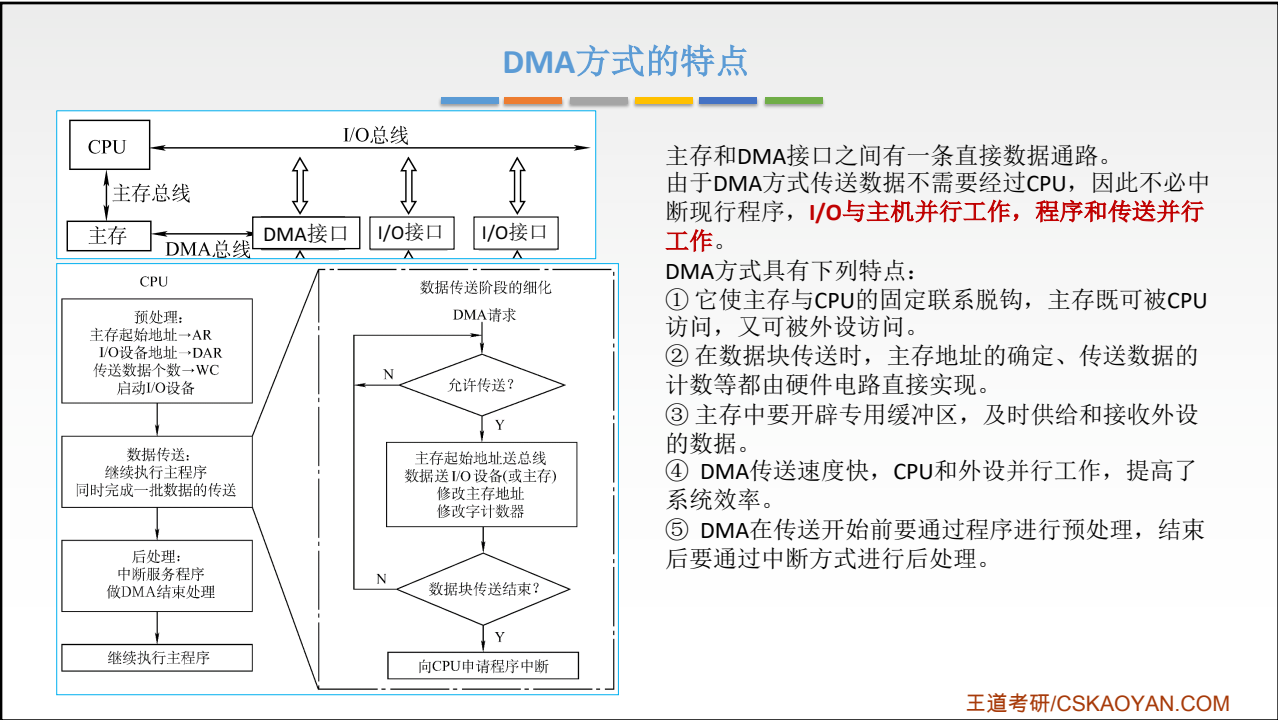 DMA方式的特点
CPU
I/O总线
主存总线
主存
DMA总线
DMA接口
I/O接口
I/O接口
CPU
预处理：
主存起始地址→AR
I/O设备地址→DAR
传送数据个数→WC
启动I/O设备
数据传送：
继续执行主程序
同时完成一批数据的传送
后处理：
中断服务程序
做DMA结束处理
继续执行主程序
数据传送阶段的细化
DMA请求
允许传送？
N
Y
主存起始地址送总线
数据送I/O设备(或主存)
修改主存地址
修改字计数器
数据块传送结束？
N
Y
向CPU申请程序中断
主存和DMA接口之间有一条直接数据通路。
由于DMA方式传送数据不需要经过CPU，因此不必中
断现行程序，I/O与主机并行工作，程序和传送并行
工作。
DMA方式具有下列特点：
① 它使主存与CPU的固定联系脱钩，主存既可被CPU
访问，又可被外设访问。
② 在数据块传送时，主存地址的确定、传送数据的
计数等都由硬件电路直接实现。
③ 主存中要开辟专用缓冲区，及时供给和接收外设
的数据。
④ DMA传送速度快，CPU和外设并行工作，提高了
系统效率。
⑤ DMA在传送开始前要通过程序进行预处理，结束
后要通过中断方式进行后处理。
王道考研/CSKAOYAN.COM